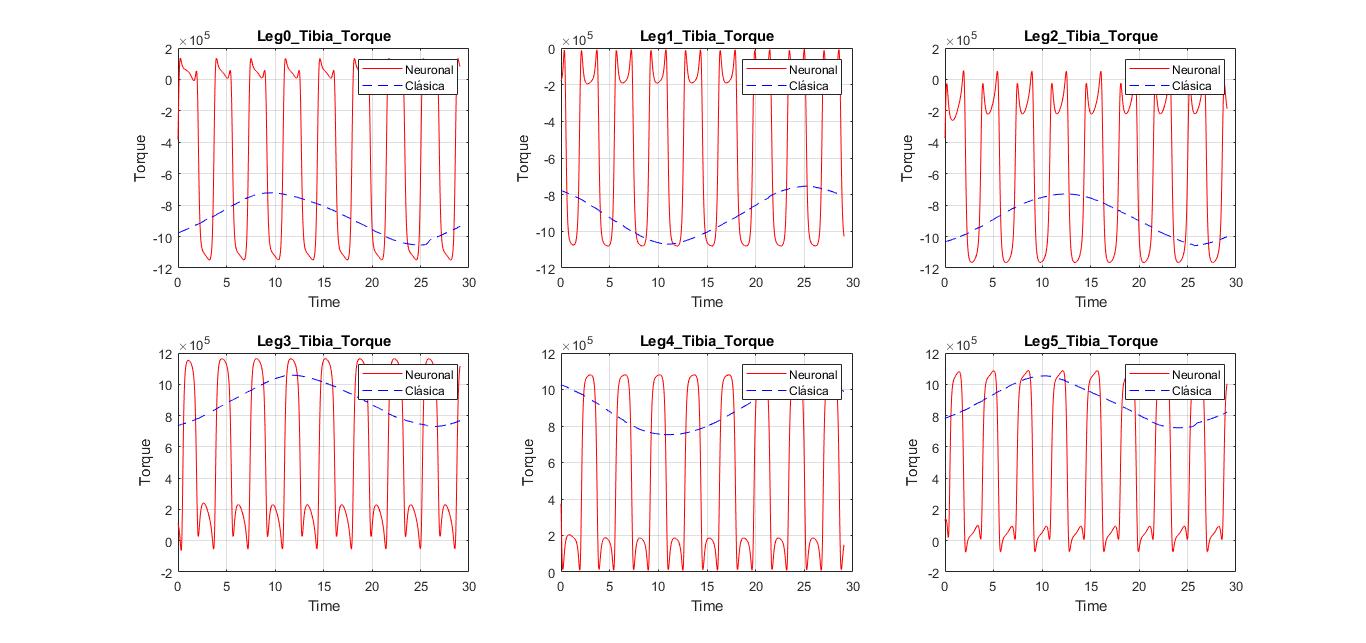 Leg0_Tibia_Torque
×10^5
2
0
-2
-4
-6
-8
-10
-12
Torque
0 5 10 15 20 25 30
Time
Neuronal
Clásica
Leg1_Tibia_Torque
×10^5
0
-2
-4
-6
-8
-10
-12
Torque
0 5 10 15 20 25 30
Time
Neuronal
Clásica
Leg2_Tibia_Torque
×10^5
2
0
-2
-4
-6
-8
-10
-12
Torque
0 5 10 15 20 25 30
Time
Neuronal
Clásica
Leg3_Tibia_Torque
×10^5
12
10
8
6
4
2
0
-2
Torque
0 5 10 15 20 25 30
Time
Neuronal
Clásica
Leg4_Tibia_Torque
×10^5
12
10
8
6
4
2
0
Torque
0 5 10 15 20 25 30
Time
Neuronal
Clásica
Leg5_Tibia_Torque
×10^5
12
10
8
6
4
2
0
-2
Torque
0 5 10 15 20 25 30
Time
Neuronal
Clásica